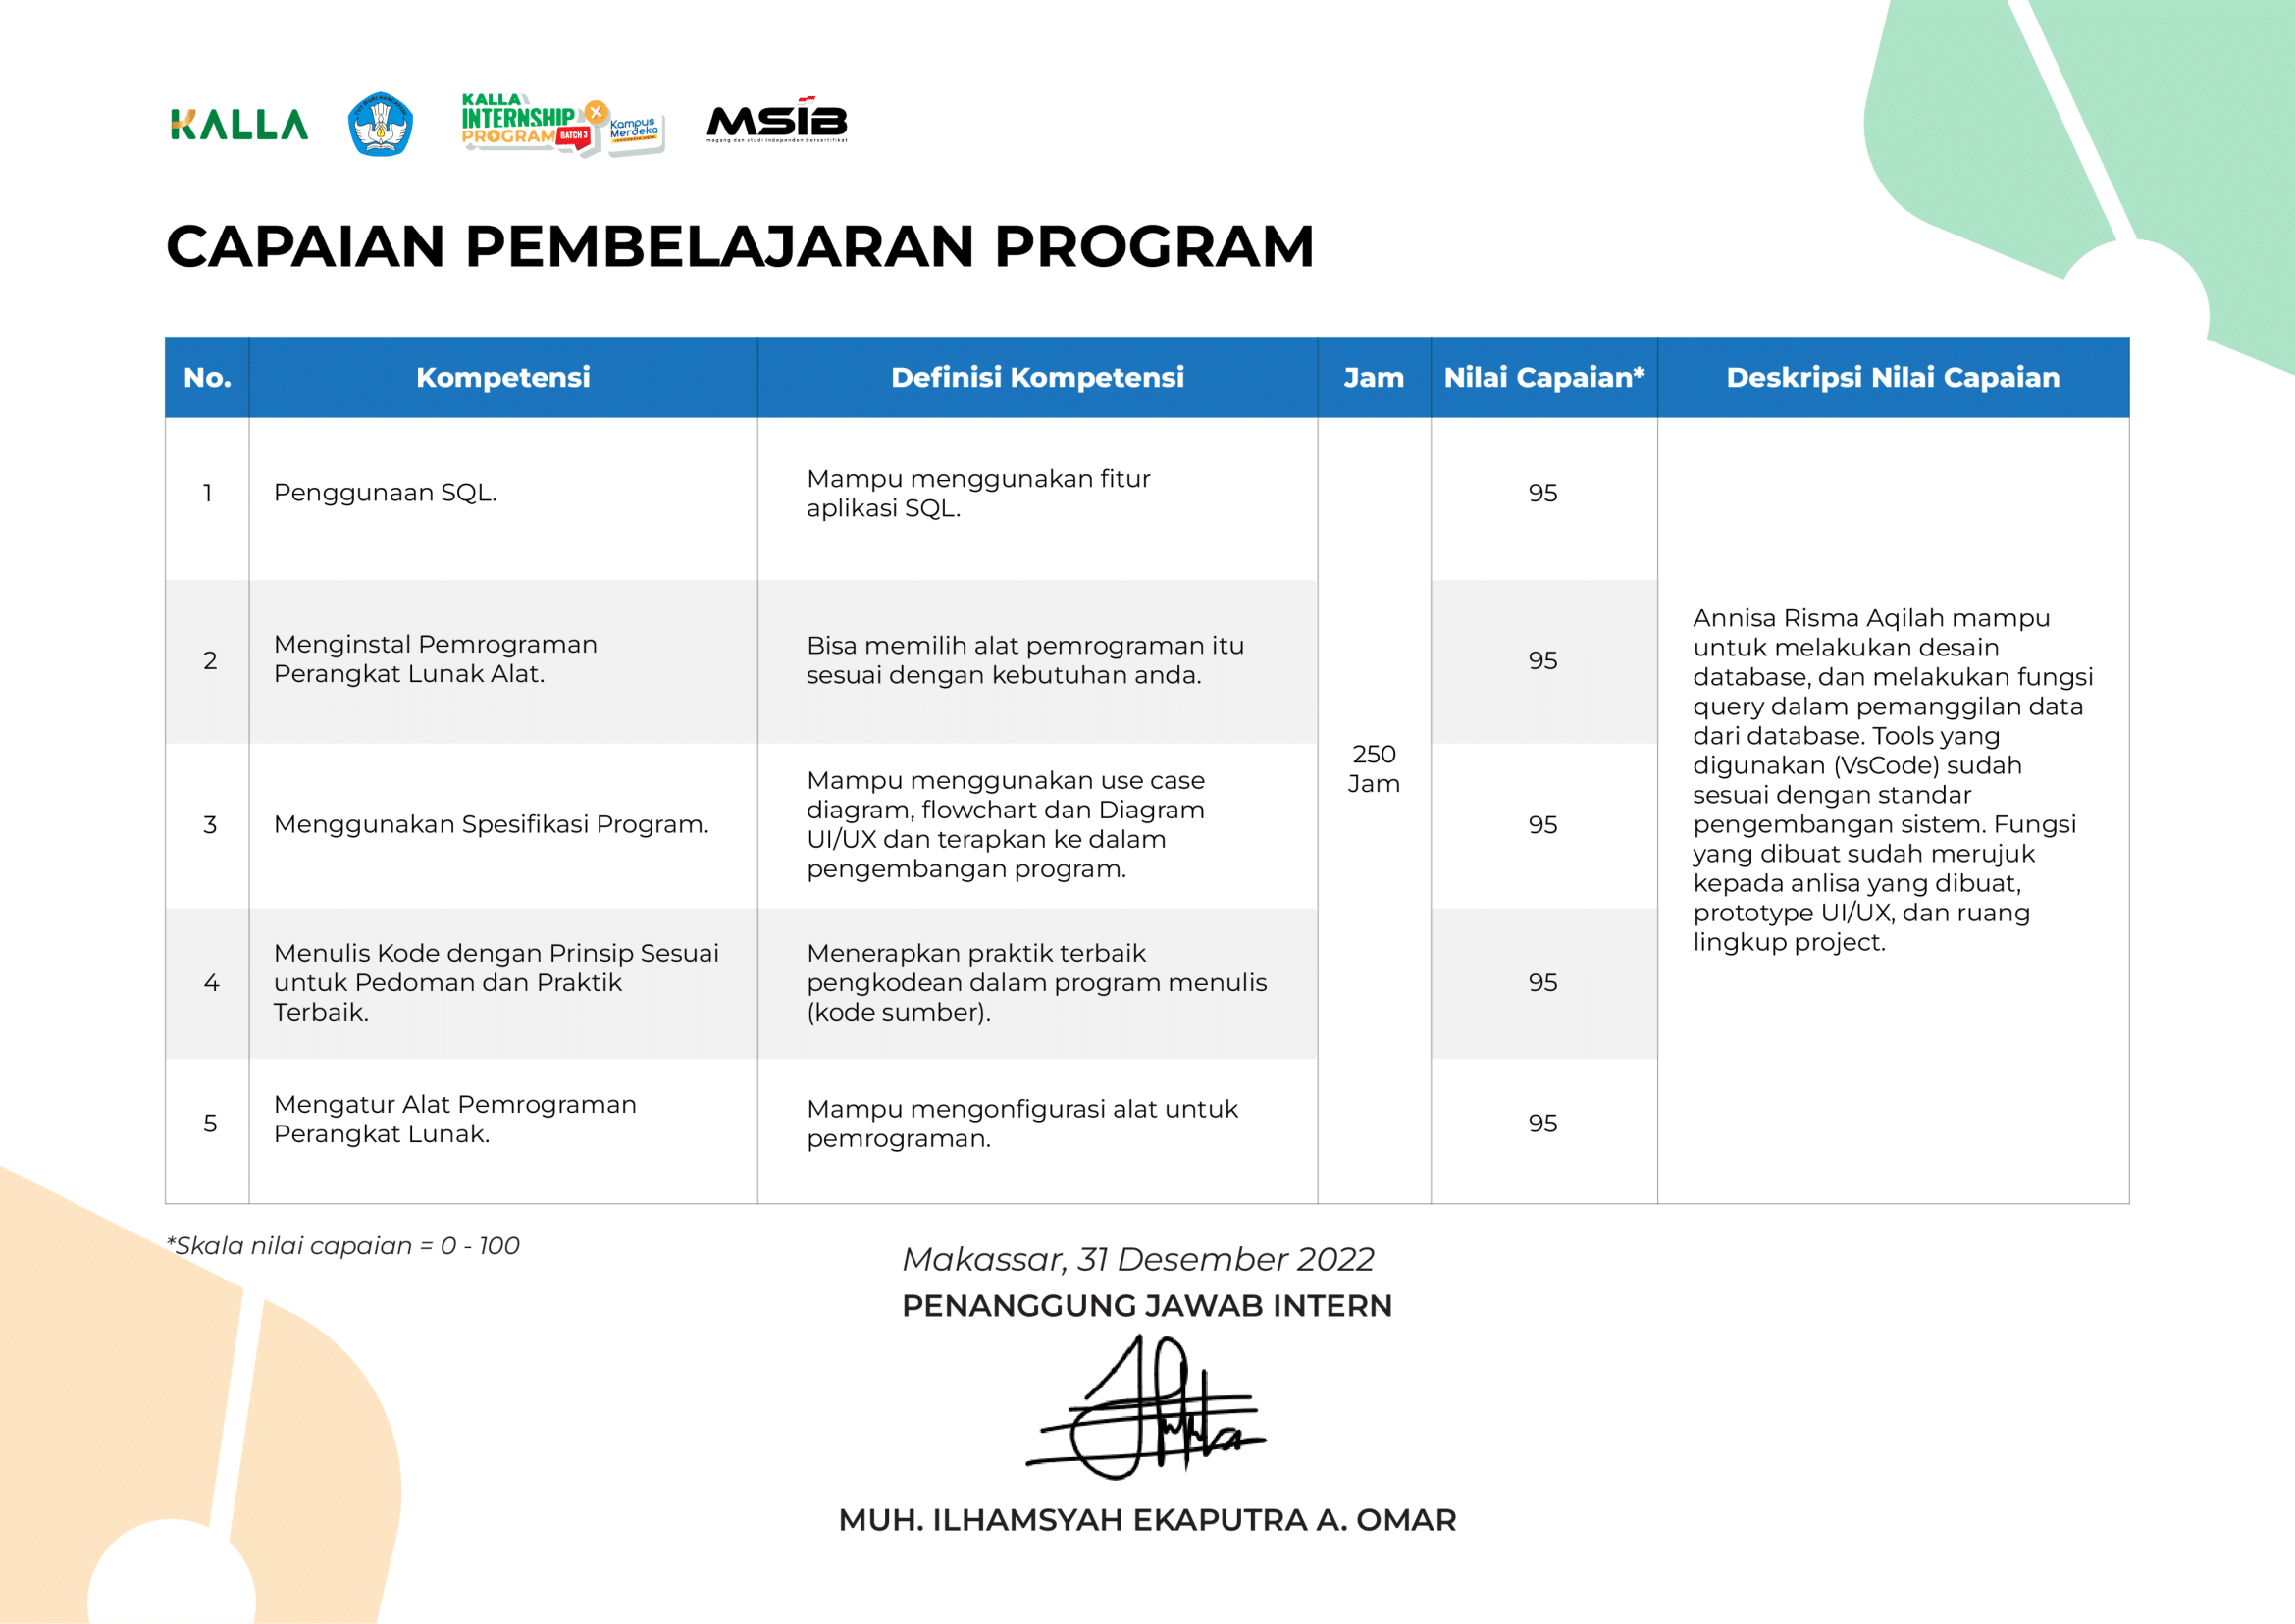 KALLA
TUT WURI HANDAYANI
KALLA
INTERNSHIP
PROGRAM
BATCH 3
X
Kampus
Merdeka
INDONESIA JAYA
MSIB
magang dan studi independen bersertifikat
CAPAIAN PEMBELAJARAN PROGRAM
No. Kompetensi Definisi Kompetensi Jam Nilai Capaian* Deskripsi Nilai Capaian
1
Penggunaan SQL.
Mampu menggunakan fitur
aplikasi SQL.
95
2
Menginstal Pemrograman
Perangkat Lunak Alat.
Bisa memilih alat pemrograman itu
sesuai dengan kebutuhan anda.
95
3
Menggunakan Spesifikasi Program.
Mampu menggunakan use case
diagram, flowchart dan Diagram
UI/UX dan terapkan ke dalam
pengembangan program.
95
4
Menulis Kode dengan Prinsip Sesuai
untuk Pedoman dan Praktik
Terbaik.
Menerapkan praktik terbaik
pengkodean dalam program menulis
(kode sumber).
95
5
Mengatur Alat Pemrograman
Perangkat Lunak.
Mampu mengonfigurasi alat untuk
pemrograman.
95
250
Jam
Annisa Risma Aqilah mampu
untuk melakukan desain
database, dan melakukan fungsi
query dalam pemanggilan data
dari database. Tools yang
digunakan (VsCode) sudah
sesuai dengan standar
pengembangan sistem. Fungsi
yang dibuat sudah merujuk
kepada anlisa yang dibuat,
prototype UI/UX, dan ruang
lingkup project.
*Skala nilai capaian = 0 - 100
Makassar, 31 Desember 2022
PENANGGUNG JAWAB INTERN
MUH. ILHAMSYAH EKAPUTRA A. OMAR